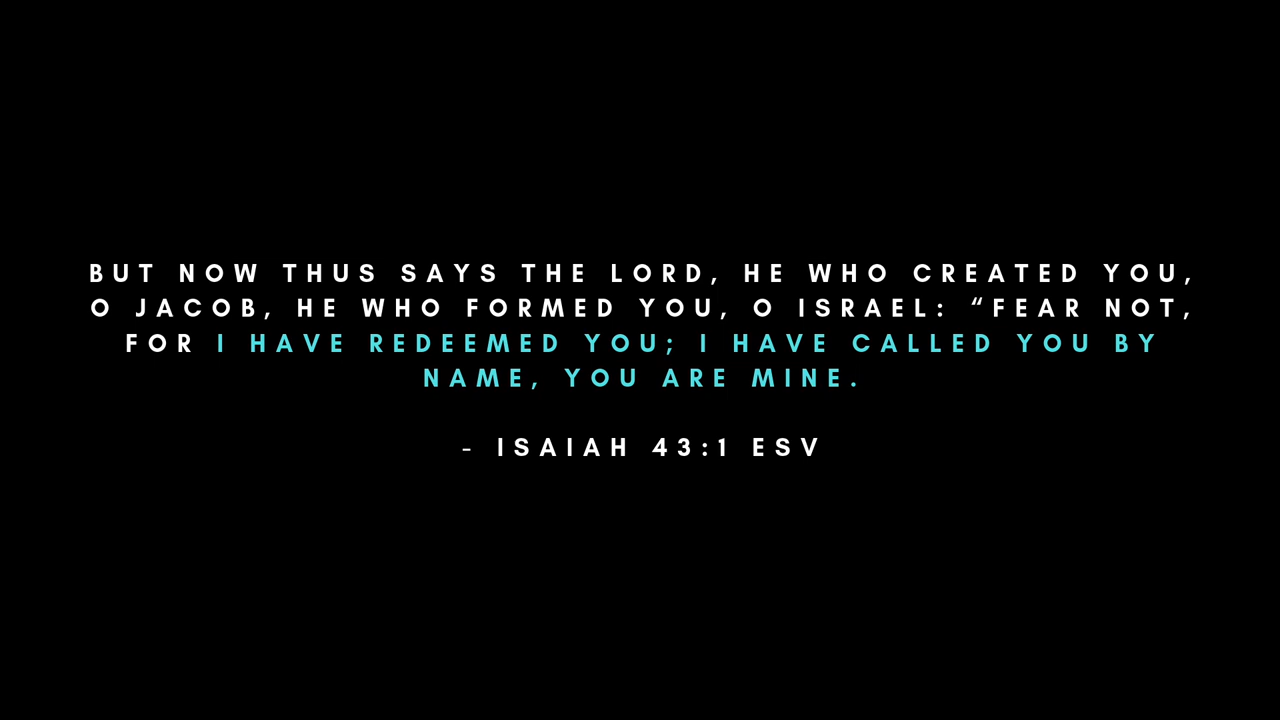 BUT NOW THUS SAYS THE LORD, HE WHO CREATED YOU,
O JACOB, HE WHO FORMED YOU, O ISRAEL: “FEAR NOT,
FOR I HAVE REDEEMED YOU; I HAVE CALLED YOU BY
NAME, YOU ARE MINE.
- ISAIAH 43:1 ESV